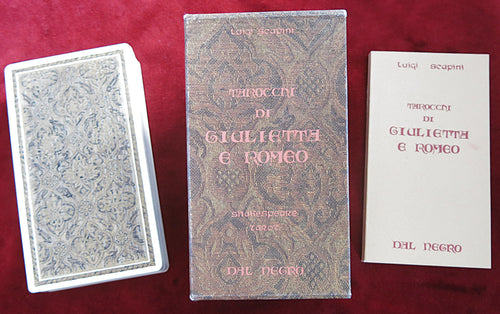 Luigi Scapini
TAROCCHI
DI
GIULIETTA
E ROMEO
Shakespeare
tarot
DAL NEGRO
Luigi Scapini
TAROCCHI
DI
GIULIETTA
E ROMEO
DAL NEGRO